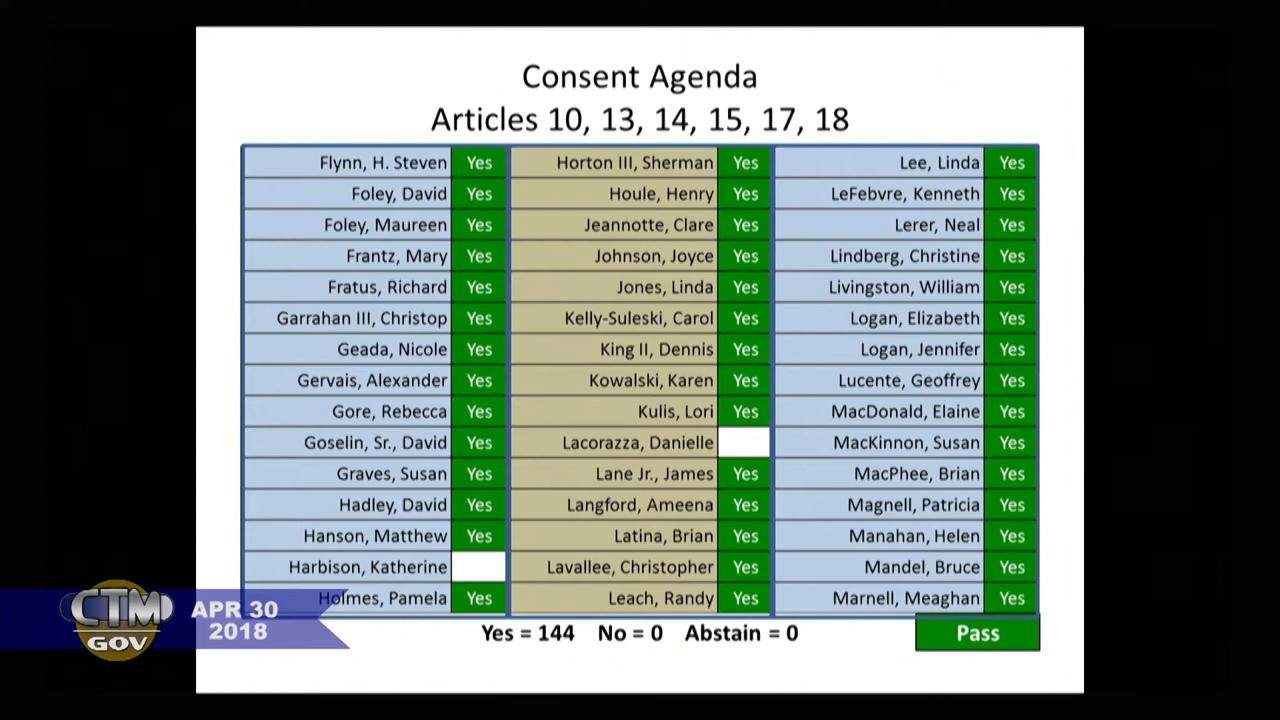 Consent Agenda
Articles 10, 13, 14, 15, 17, 18
Flynn, H. Steven Yes Horton III, Sherman Yes Lee, Linda Yes
Foley, David Yes Houle, Henry Yes LeFebvre, Kenneth Yes
Foley, Maureen Yes Jeannotte, Clare Yes Lerer, Neal Yes
Frantz, Mary Yes Johnson, Joyce Yes Lindberg, Christine Yes
Fratus, Richard Yes Jones, Linda Yes Livingston, William Yes
Garrahan III, Christop Yes Kelly-Suleski, Carol Yes Logan, Elizabeth Yes
Geada, Nicole Yes King II, Dennis Yes Logan, Jennifer Yes
Gervais, Alexander Yes Kowalski, Karen Yes Lucente, Geoffrey Yes
Gore, Rebecca Yes Kulis, Lori Yes MacDonald, Elaine Yes
Goselin, Sr., David Yes Lacorazza, Danielle MacKinnon, Susan Yes
Graves, Susan Yes Lane Jr., James Yes MacPhee, Brian Yes
Hadley, David Yes Langford, Ameena Yes Magnell, Patricia Yes
Hanson, Matthew Yes Latina, Brian Yes Manahan, Helen Yes
Harbison, Katherine Lavallee, Christopher Yes Mandel, Bruce Yes
Holmes, Pamela Yes Leach, Randy Yes Marnell, Meaghan Yes
Yes = 144 No = 0 Abstain = 0 Pass
CTM
GOV
APR 30
2018